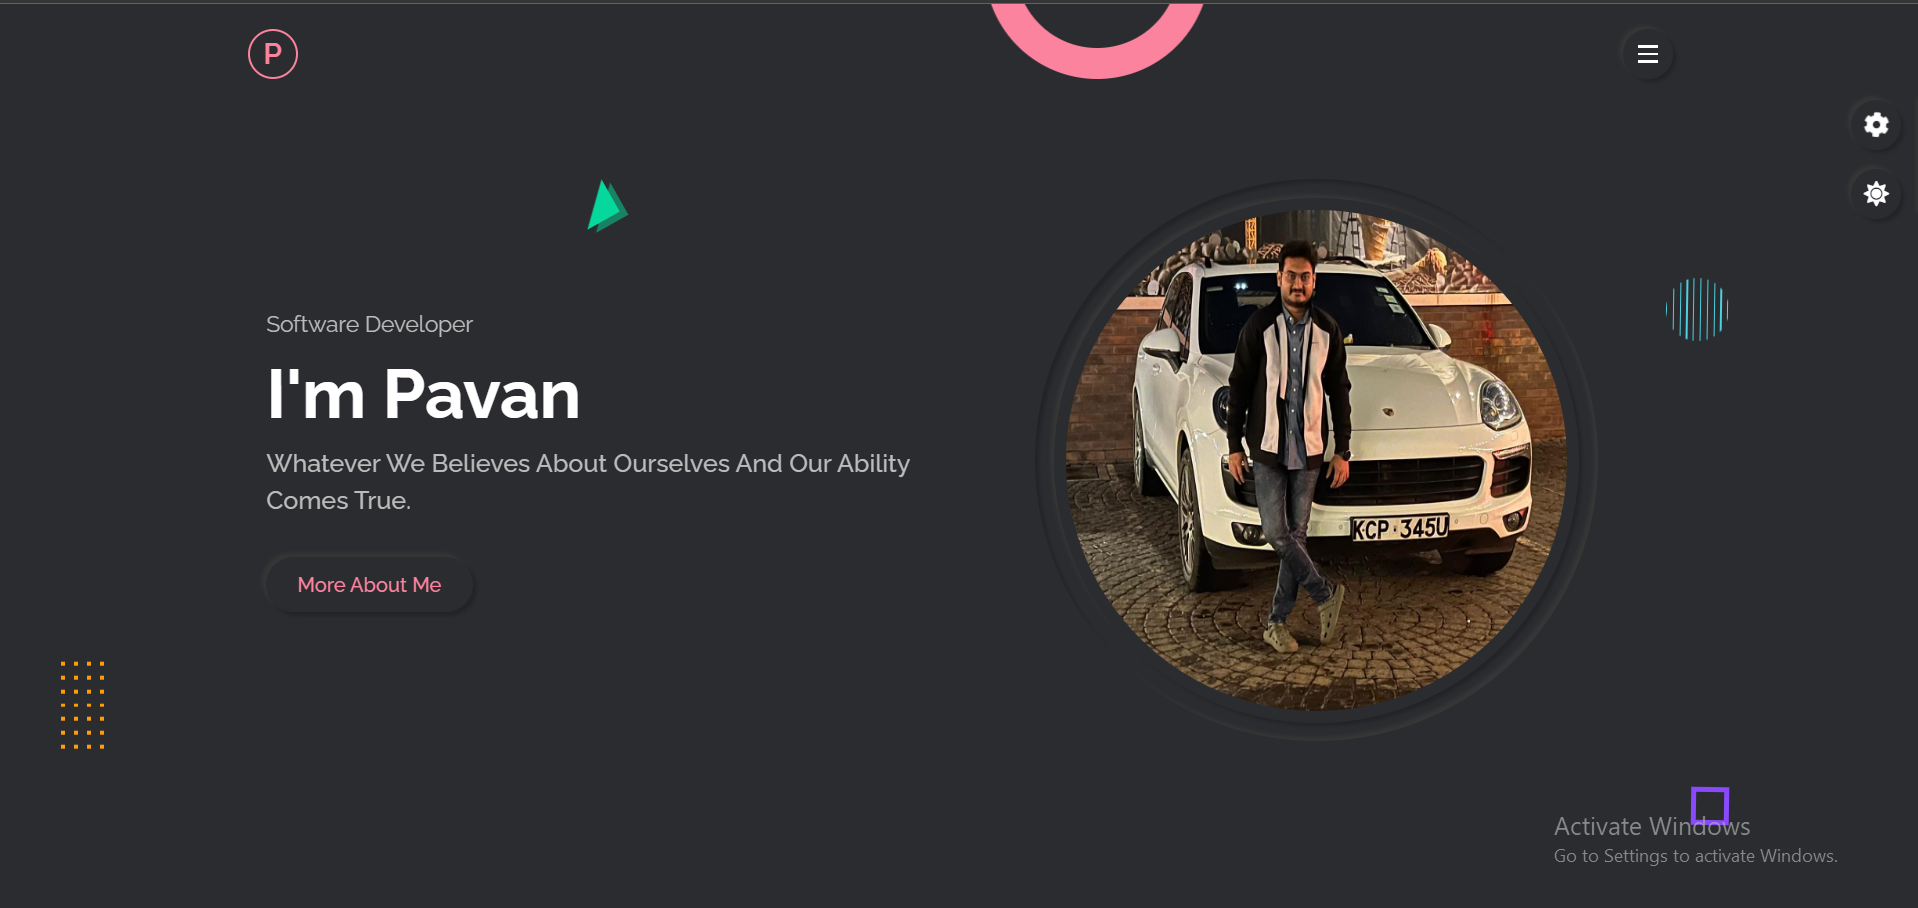 P
Software Developer
I'm Pavan
Whatever We Believes About Ourselves And Our Ability
Comes True.
More About Me
KCP 345U
Activate Windows
Go to Settings to activate Windows.